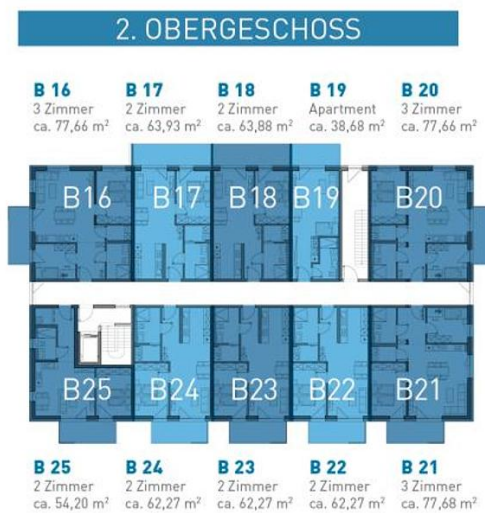 2. OBERGESCHOSS
B 16
3 Zimmer
ca. 77,66 m²
B 17
2 Zimmer
ca. 63,93 m²
B 18
2 Zimmer
ca. 63,88 m²
B 19
Apartment
ca. 38,68 m²
B 20
3 Zimmer
ca. 77,66 m²
B16
B17
B18
B19
B20
B25
B24
B23
B22
B21
B 25
2 Zimmer
ca. 54,20 m²
B 24
2 Zimmer
ca. 62,27 m²
B 23
2 Zimmer
ca. 62,27 m²
B 22
2 Zimmer
ca. 62,27 m²
B 21
3 Zimmer
ca. 77,68 m²